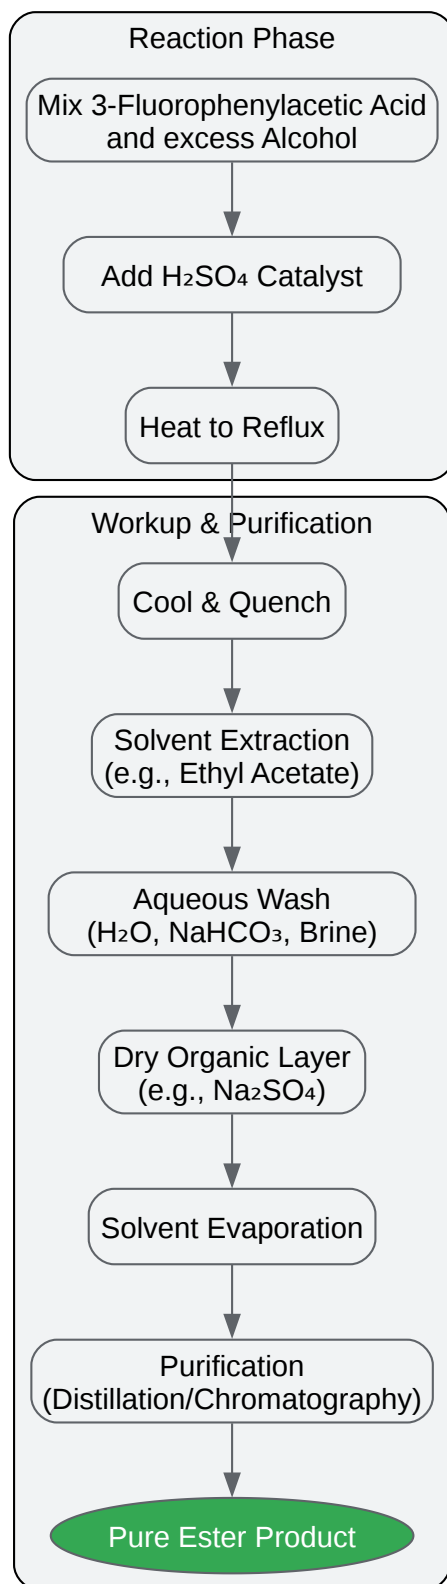 Reaction Phase
Mix 3-Fluorophenylacetic Acid
and excess Alcohol
Add H₂SO₄ Catalyst
Heat to Reflux
Workup & Purification
Cool & Quench
Solvent Extraction
(e.g., Ethyl Acetate)
Aqueous Wash
(H₂O, NaHCO₃, Brine)
Dry Organic Layer
(e.g., Na₂SO₄)
Solvent Evaporation
Purification
(Distillation/Chromatography)
Pure Ester Product